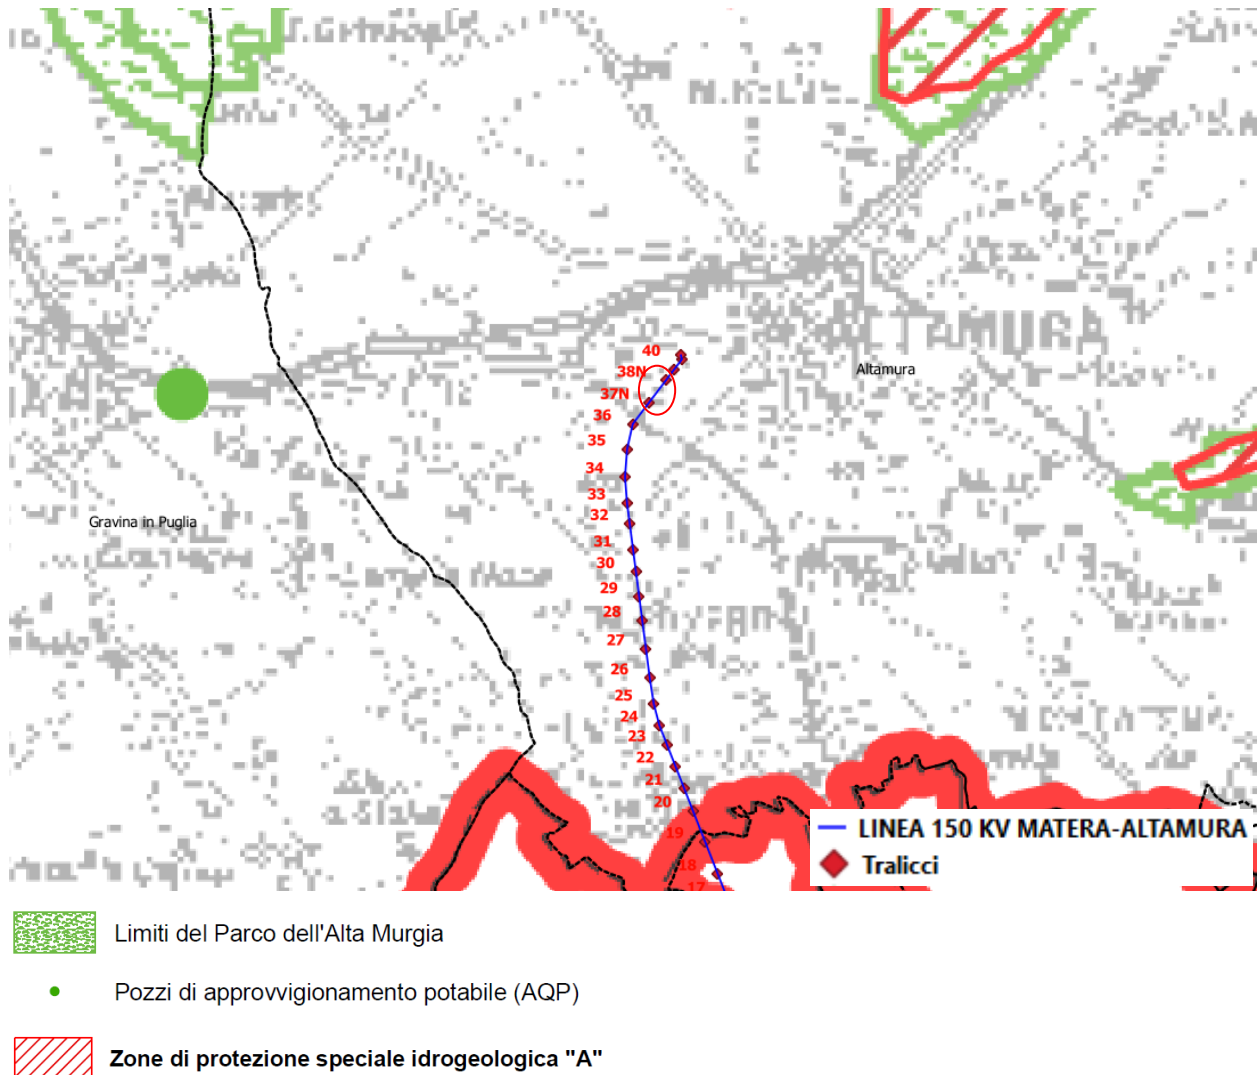 ALTAMURA
40
38N
37N
Altamura
36
35
34
33
Gravina in Puglia
32
31
30
29
28
27
26
25
24
23
22
21
20
19
18
17
LINEA 150 KV MATERA-ALTAMURA
Tralicci
Limiti del Parco dell'Alta Murgia
Pozzi di approvvigionamento potabile (AQP)
Zone di protezione speciale idrogeologica "A"